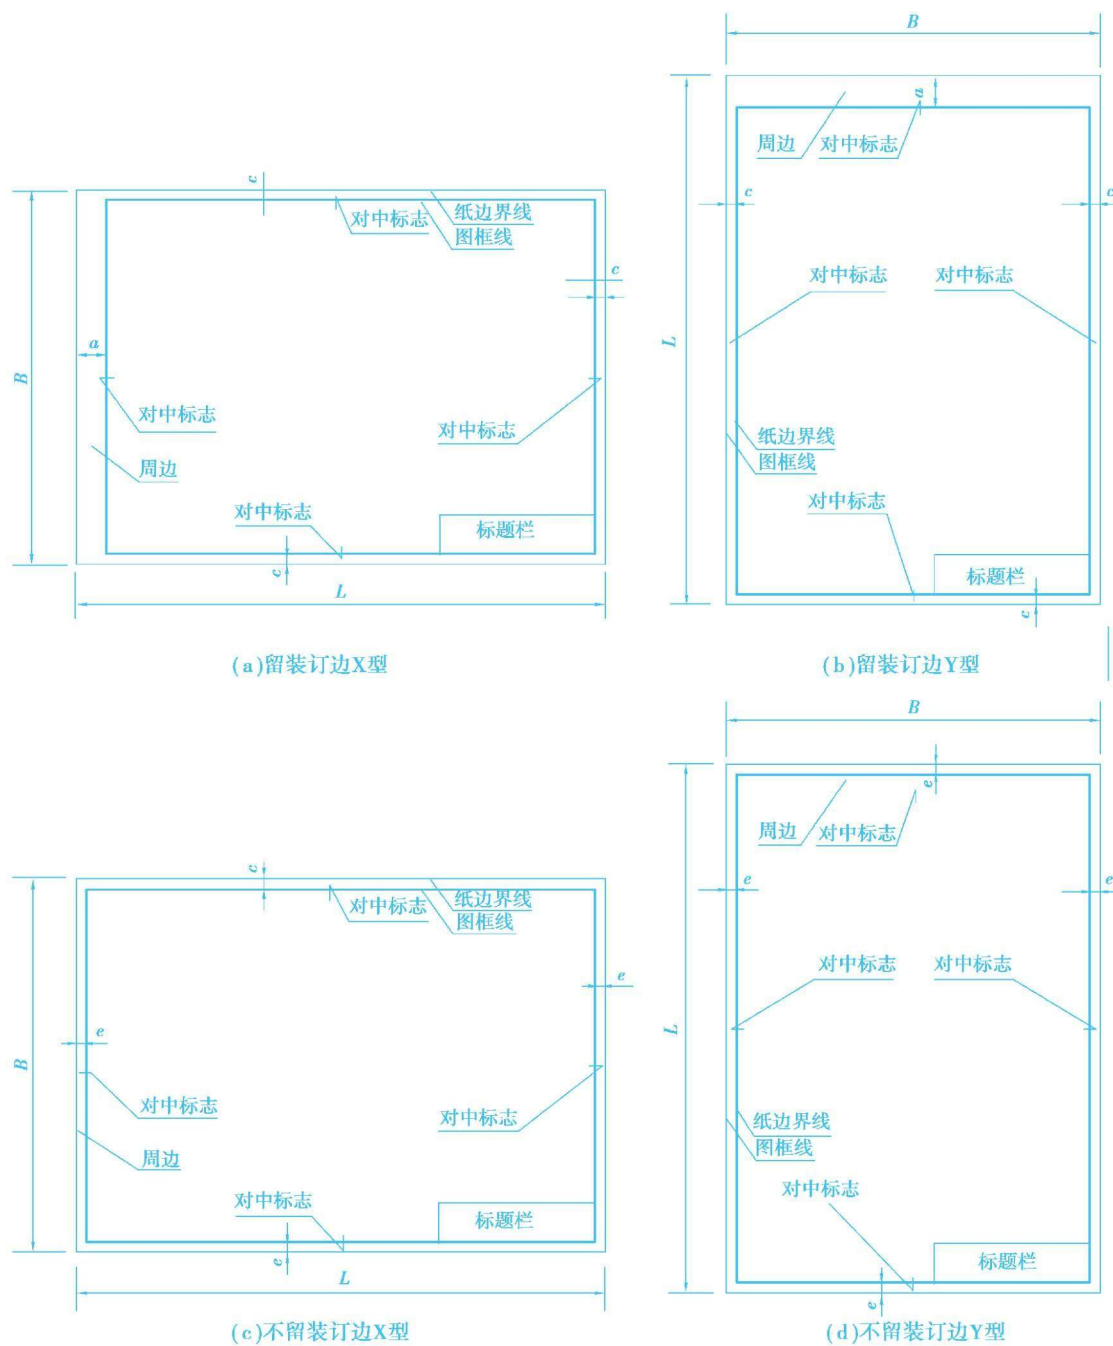 c
对中标志
纸边界线
图框线
c
a
B
对中标志
对中标志
周边
对中标志
标题栏
c
L
(a)留装订边X型
B
a
周边
对中标志
c
c
对中标志
对中标志
L
纸边界线
图框线
对中标志
标题栏
c
(b)留装订边Y型
c
对中标志
纸边界线
图框线
e
e
B
对中标志
对中标志
周边
对中标志
标题栏
e
L
(c)不留装订边X型
B
e
周边
对中标志
e
e
对中标志
对中标志
L
纸边界线
图框线
对中标志
标题栏
e
(d)不留装订边Y型